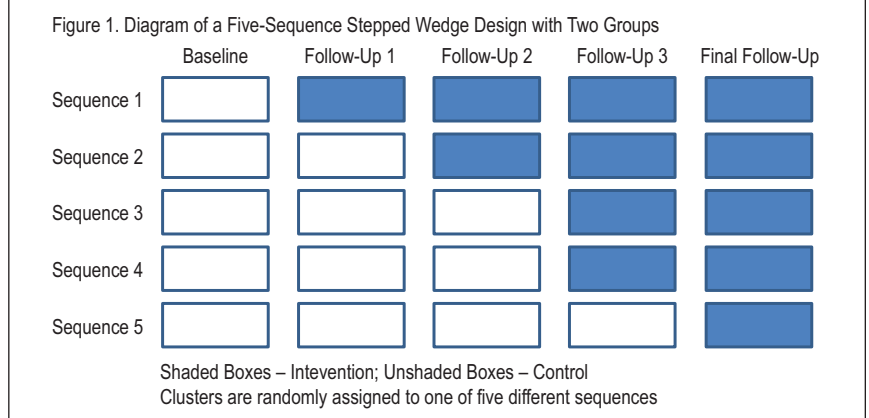 Figure 1. Diagram of a Five-Sequence Stepped Wedge Design with Two Groups
Baseline Follow-Up 1 Follow-Up 2 Follow-Up 3 Final Follow-Up
Sequence 1
Sequence 2
Sequence 3
Sequence 4
Sequence 5
Shaded Boxes – Intevention; Unshaded Boxes – Control
Clusters are randomly assigned to one of five different sequences